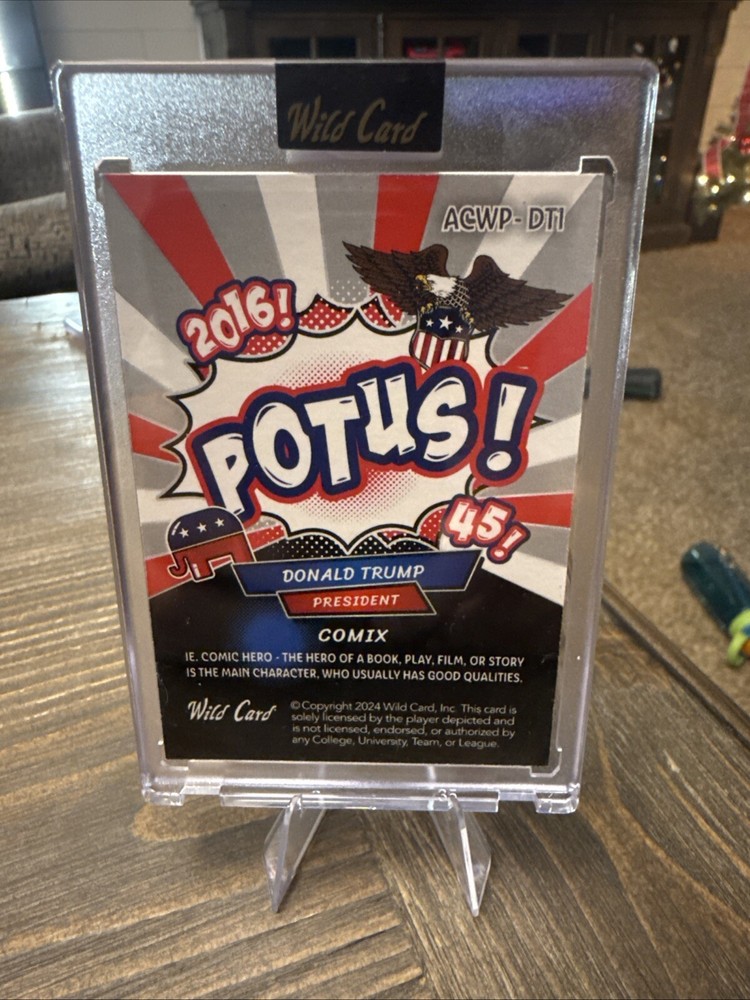 Wild Card
ACWP-DT1
2016!
POTUS!
45!
DONALD TRUMP
PRESIDENT
COMIX
IE. COMIC HERO - THE HERO OF A BOOK, PLAY, FILM, OR STORY
IS THE MAIN CHARACTER, WHO USUALLY HAS GOOD QUALITIES.
Wild Card
©Copyright 2024 Wild Card, Inc. This card is
solely licensed by the player depicted and
is not licensed, endorsed, or authorized by
any College, University, Team, or League.
35